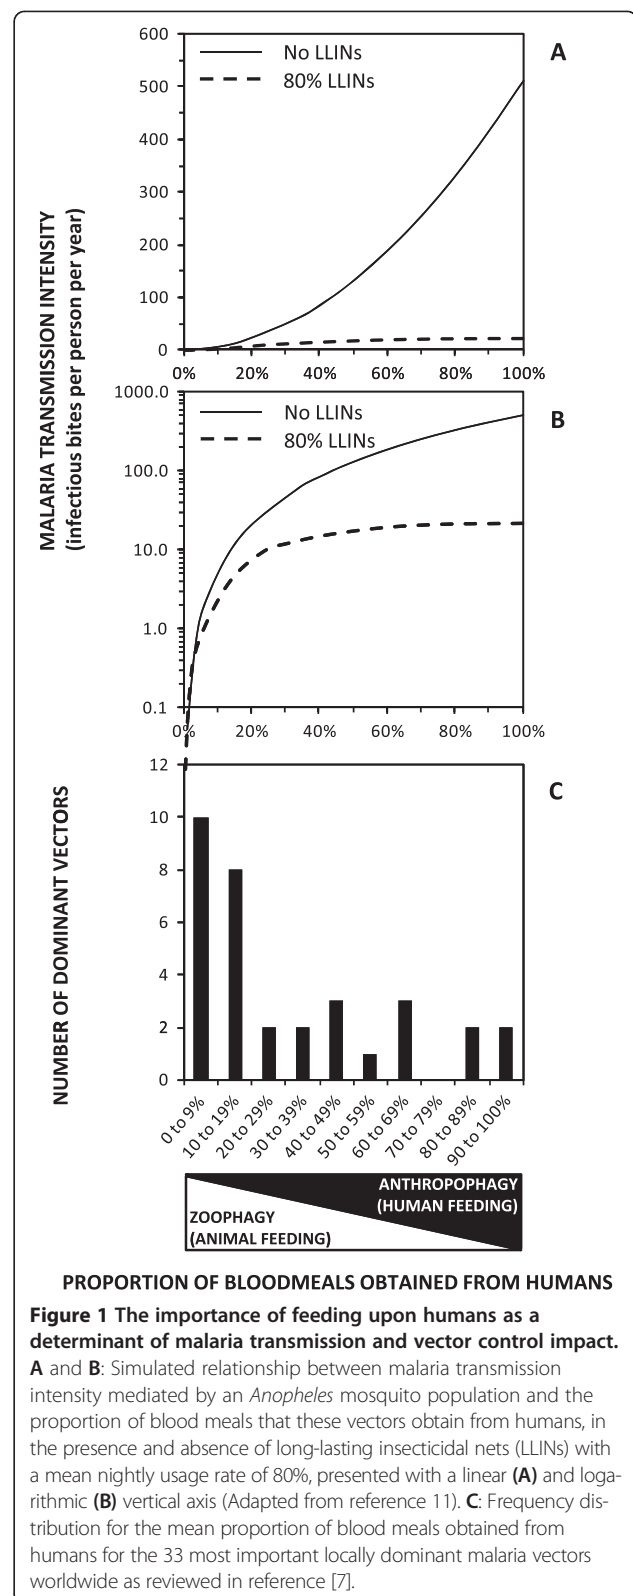 600
500
400
300
200
100
0
No LLINs
80% LLINs
A
0% 20% 40% 60% 80% 100%
MALARIA TRANSMISSION INTENSITY
(infectious bites per person per year)
1000.0
100.0
10.0
1.0
0.1
No LLINs
80% LLINs
B
0% 20% 40% 60% 80% 100%
NUMBER OF DOMINANT VECTORS
12
10
8
6
4
2
0
C
0 to 9%
10 to 19%
20 to 29%
30 to 39%
40 to 49%
50 to 59%
60 to 69%
70 to 79%
80 to 89%
90 to 100%
ANTHROPOPHAGY
(HUMAN FEEDING)
ZOOPHAGY
(ANIMAL FEEDING)
PROPORTION OF BLOODMEALS OBTAINED FROM HUMANS
Figure 1 The importance of feeding upon humans as a
determinant of malaria transmission and vector control impact.
A and B: Simulated relationship between malaria transmission
intensity mediated by an Anopheles mosquito population and the
proportion of blood meals that these vectors obtain from humans, in
the presence and absence of long-lasting insecticidal nets (LLINs) with
a mean nightly usage rate of 80%, presented with a linear (A) and loga-
rithmic (B) vertical axis (Adapted from reference 11). C: Frequency dis-
tribution for the mean proportion of blood meals obtained from
humans for the 33 most important locally dominant malaria vectors
worldwide as reviewed in reference [7].